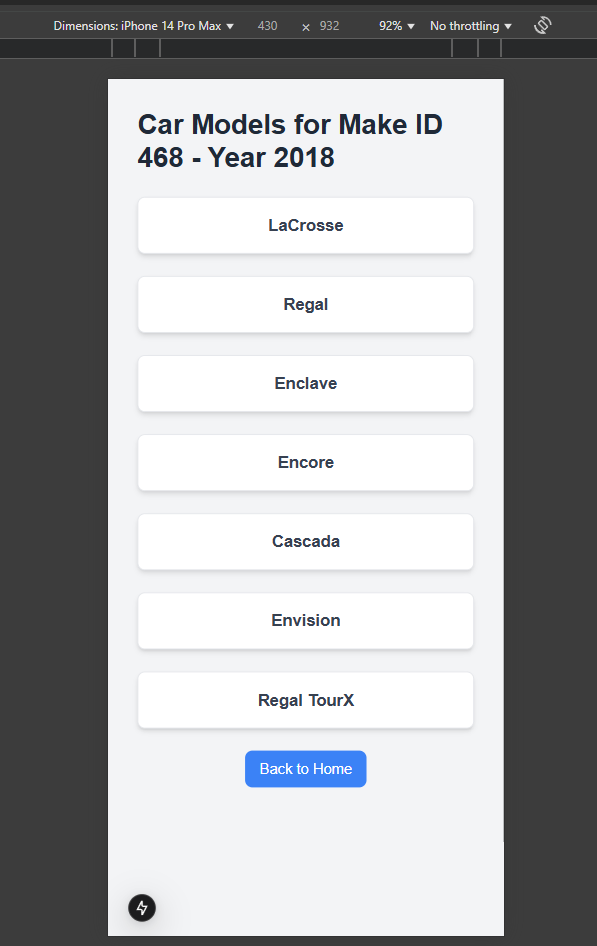 Dimensions: iPhone 14 Pro Max 430 × 932 92% No throttling
Car Models for Make ID
468 - Year 2018
LaCrosse
Regal
Enclave
Encore
Cascada
Envision
Regal TourX
Back to Home